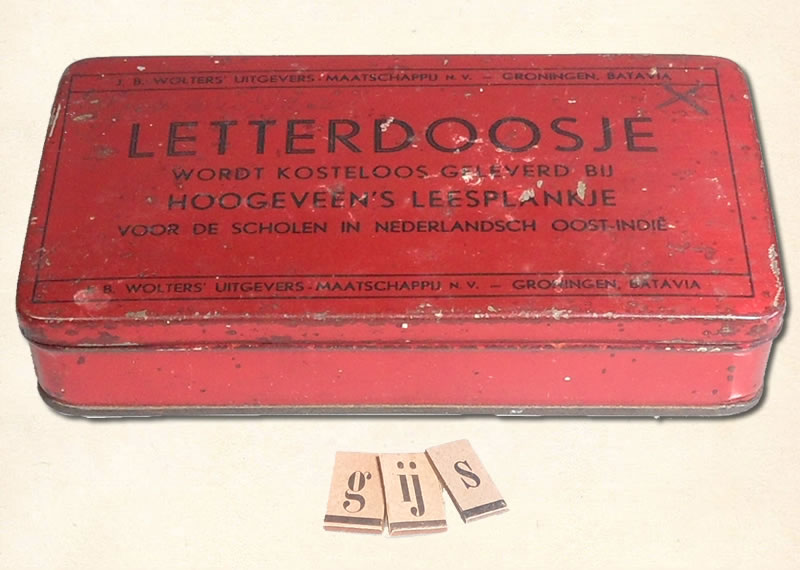 J. B. WOLTERS' UITGEVERS-MAATSCHAPPIJ N.V. — GRONINGEN, BATAVIA
LETTERDOOSJE
WORDT KOSTELOOS GELEVERD BIJ
HOOGEVEEN'S LEESPLANKJE
VOOR DE SCHOLEN IN NEDERLANDSCH OOST-INDIË
J. B. WOLTERS' UITGEVERS-MAATSCHAPPIJ N.V. — GRONINGEN, BATAVIA
g ij s